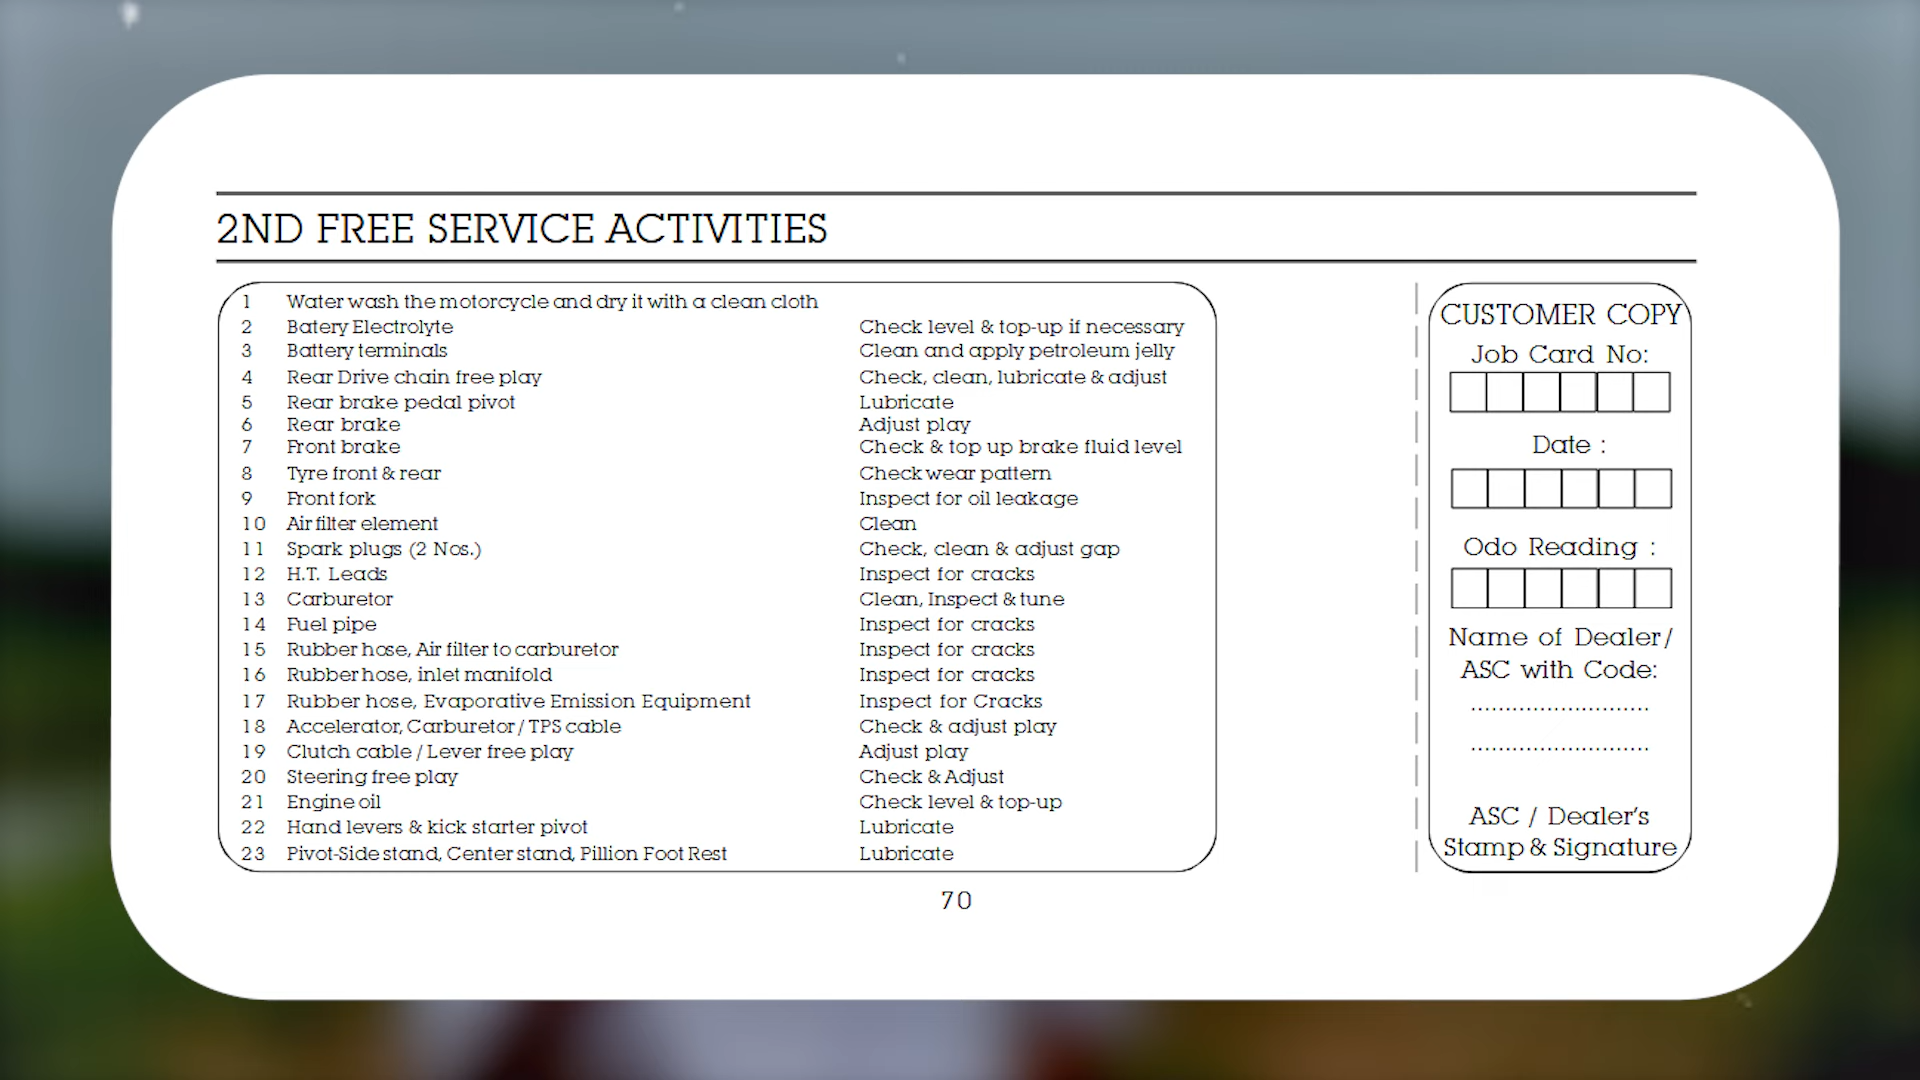 2ND FREE SERVICE ACTIVITIES
1 Water wash the motorcycle and dry it with a clean cloth
2 Batery Electrolyte Check level & top-up if necessary
3 Battery terminals Clean and apply petroleum jelly
4 Rear Drive chain free play Check, clean, lubricate & adjust
5 Rear brake pedal pivot Lubricate
6 Rear brake Adjust play
7 Front brake Check & top up brake fluid level
8 Tyre front & rear Check wear pattern
9 Front fork Inspect for oil leakage
10 Air filter element Clean
11 Spark plugs (2 Nos.) Check, clean & adjust gap
12 H.T. Leads Inspect for cracks
13 Carburetor Clean, Inspect & tune
14 Fuel pipe Inspect for cracks
15 Rubber hose, Air filter to carburetor Inspect for cracks
16 Rubber hose, inlet manifold Inspect for cracks
17 Rubber hose, Evaporative Emission Equipment Inspect for Cracks
18 Accelerator, Carburetor / TPS cable Check & adjust play
19 Clutch cable / Lever free play Adjust play
20 Steering free play Check & Adjust
21 Engine oil Check level & top-up
22 Hand levers & kick starter pivot Lubricate
23 Pivot-Side stand, Center stand, Pillion Foot Rest Lubricate
CUSTOMER COPY
Job Card No:
Date :
Odo Reading :
Name of Dealer/
ASC with Code:
..........................
..........................
ASC / Dealer's
Stamp & Signature
70